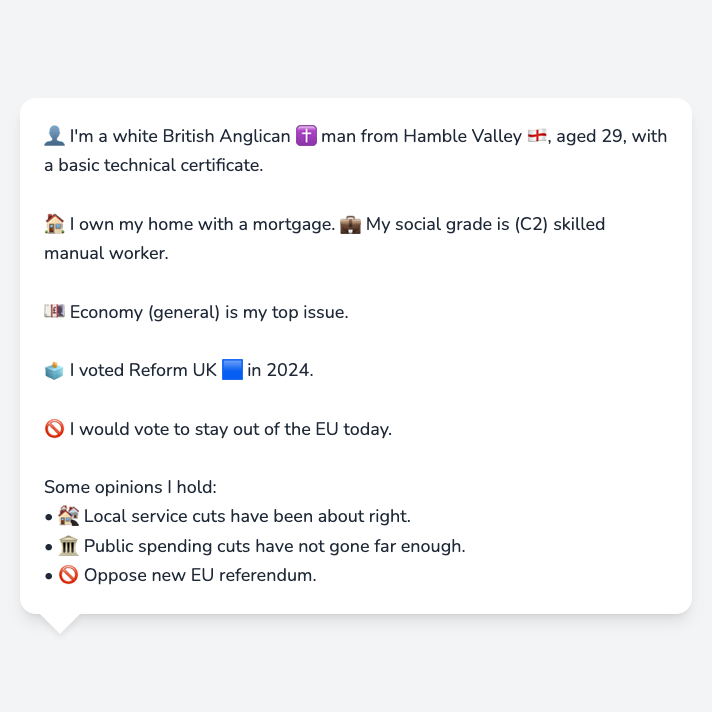 👤 I'm a white British Anglican ✝️ man from Hamble Valley 🏴󠁧󠁢󠁥󠁮󠁧󠁿, aged 29, with
a basic technical certificate.
🏠 I own my home with a mortgage. 💼 My social grade is (C2) skilled
manual worker.
💷 Economy (general) is my top issue.
🗳️ I voted Reform UK 🟦 in 2024.
🚫 I would vote to stay out of the EU today.
Some opinions I hold:
• 🏘️ Local service cuts have been about right.
• 🏛️ Public spending cuts have not gone far enough.
• 🚫 Oppose new EU referendum.